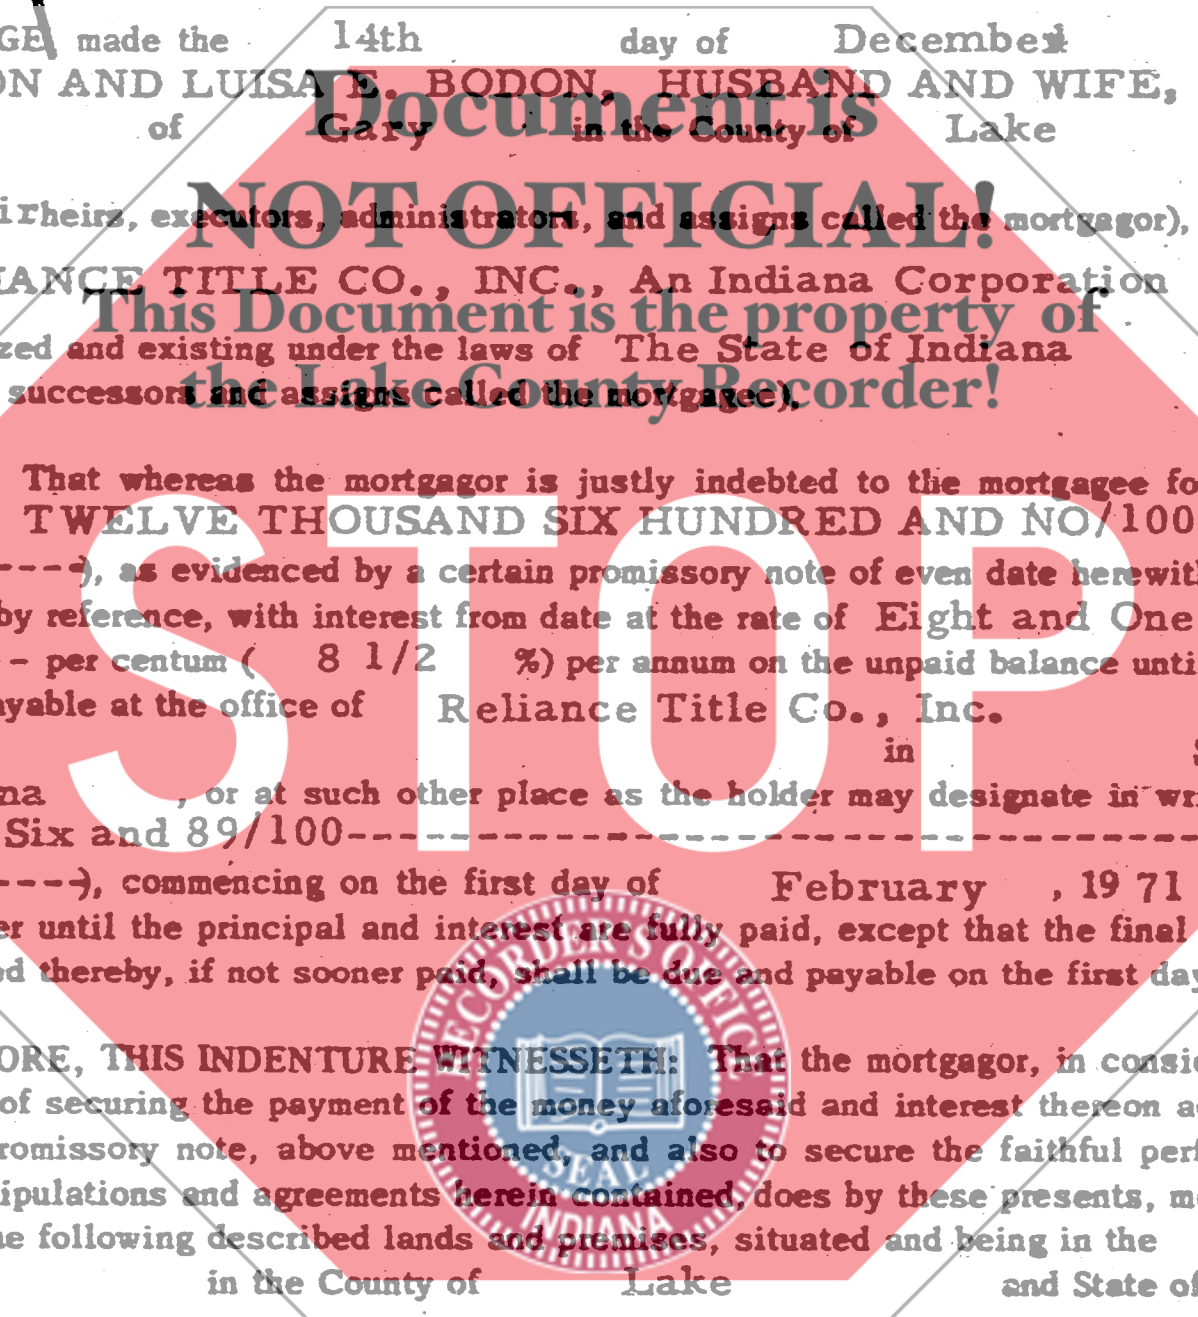 GE made the 14th day of December
ON AND LUISA E. BODON, HUSBAND AND WIFE,
Document is
of Gary in the County of Lake
NOT OFFICIAL!
irheirs, executors, administrators, and assigns called the mortgagor),
IANCE TITLE CO., INC., An Indiana Corporation
This Document is the property of
zed and existing under the laws of The State of Indiana
the Lake County Recorder!
successors and assigns called the mortgagee),
That whereas the mortgagor is justly indebted to the mortgagee fo
TWELVE THOUSAND SIX HUNDRED AND NO/100
STOP
----), as evidenced by a certain promissory note of even date herewith
by reference, with interest from date at the rate of Eight and One
- - per centum ( 8 1/2 %) per annum on the unpaid balance unti
ayable at the office of Reliance Title Co., Inc.
in
na , or at such other place as the holder may designate in wr
Six and 89/100------------------------------
----), commencing on the first day of February , 19 71
er until the principal and interest are fully paid, except that the final
ed thereby, if not sooner paid, shall be due and payable on the first day
RECORDER'S OFFICE
ORE, THIS INDENTURE WITNESSETH: That the mortgagor, in consid
of securing the payment of the money aforesaid and interest thereon a
romissory note, above mentioned, and also to secure the faithful perf
SEAL
ipulations and agreements herein contained, does by these presents, m
INDIANA
he following described lands and premises, situated and being in the
in the County of Lake and State of